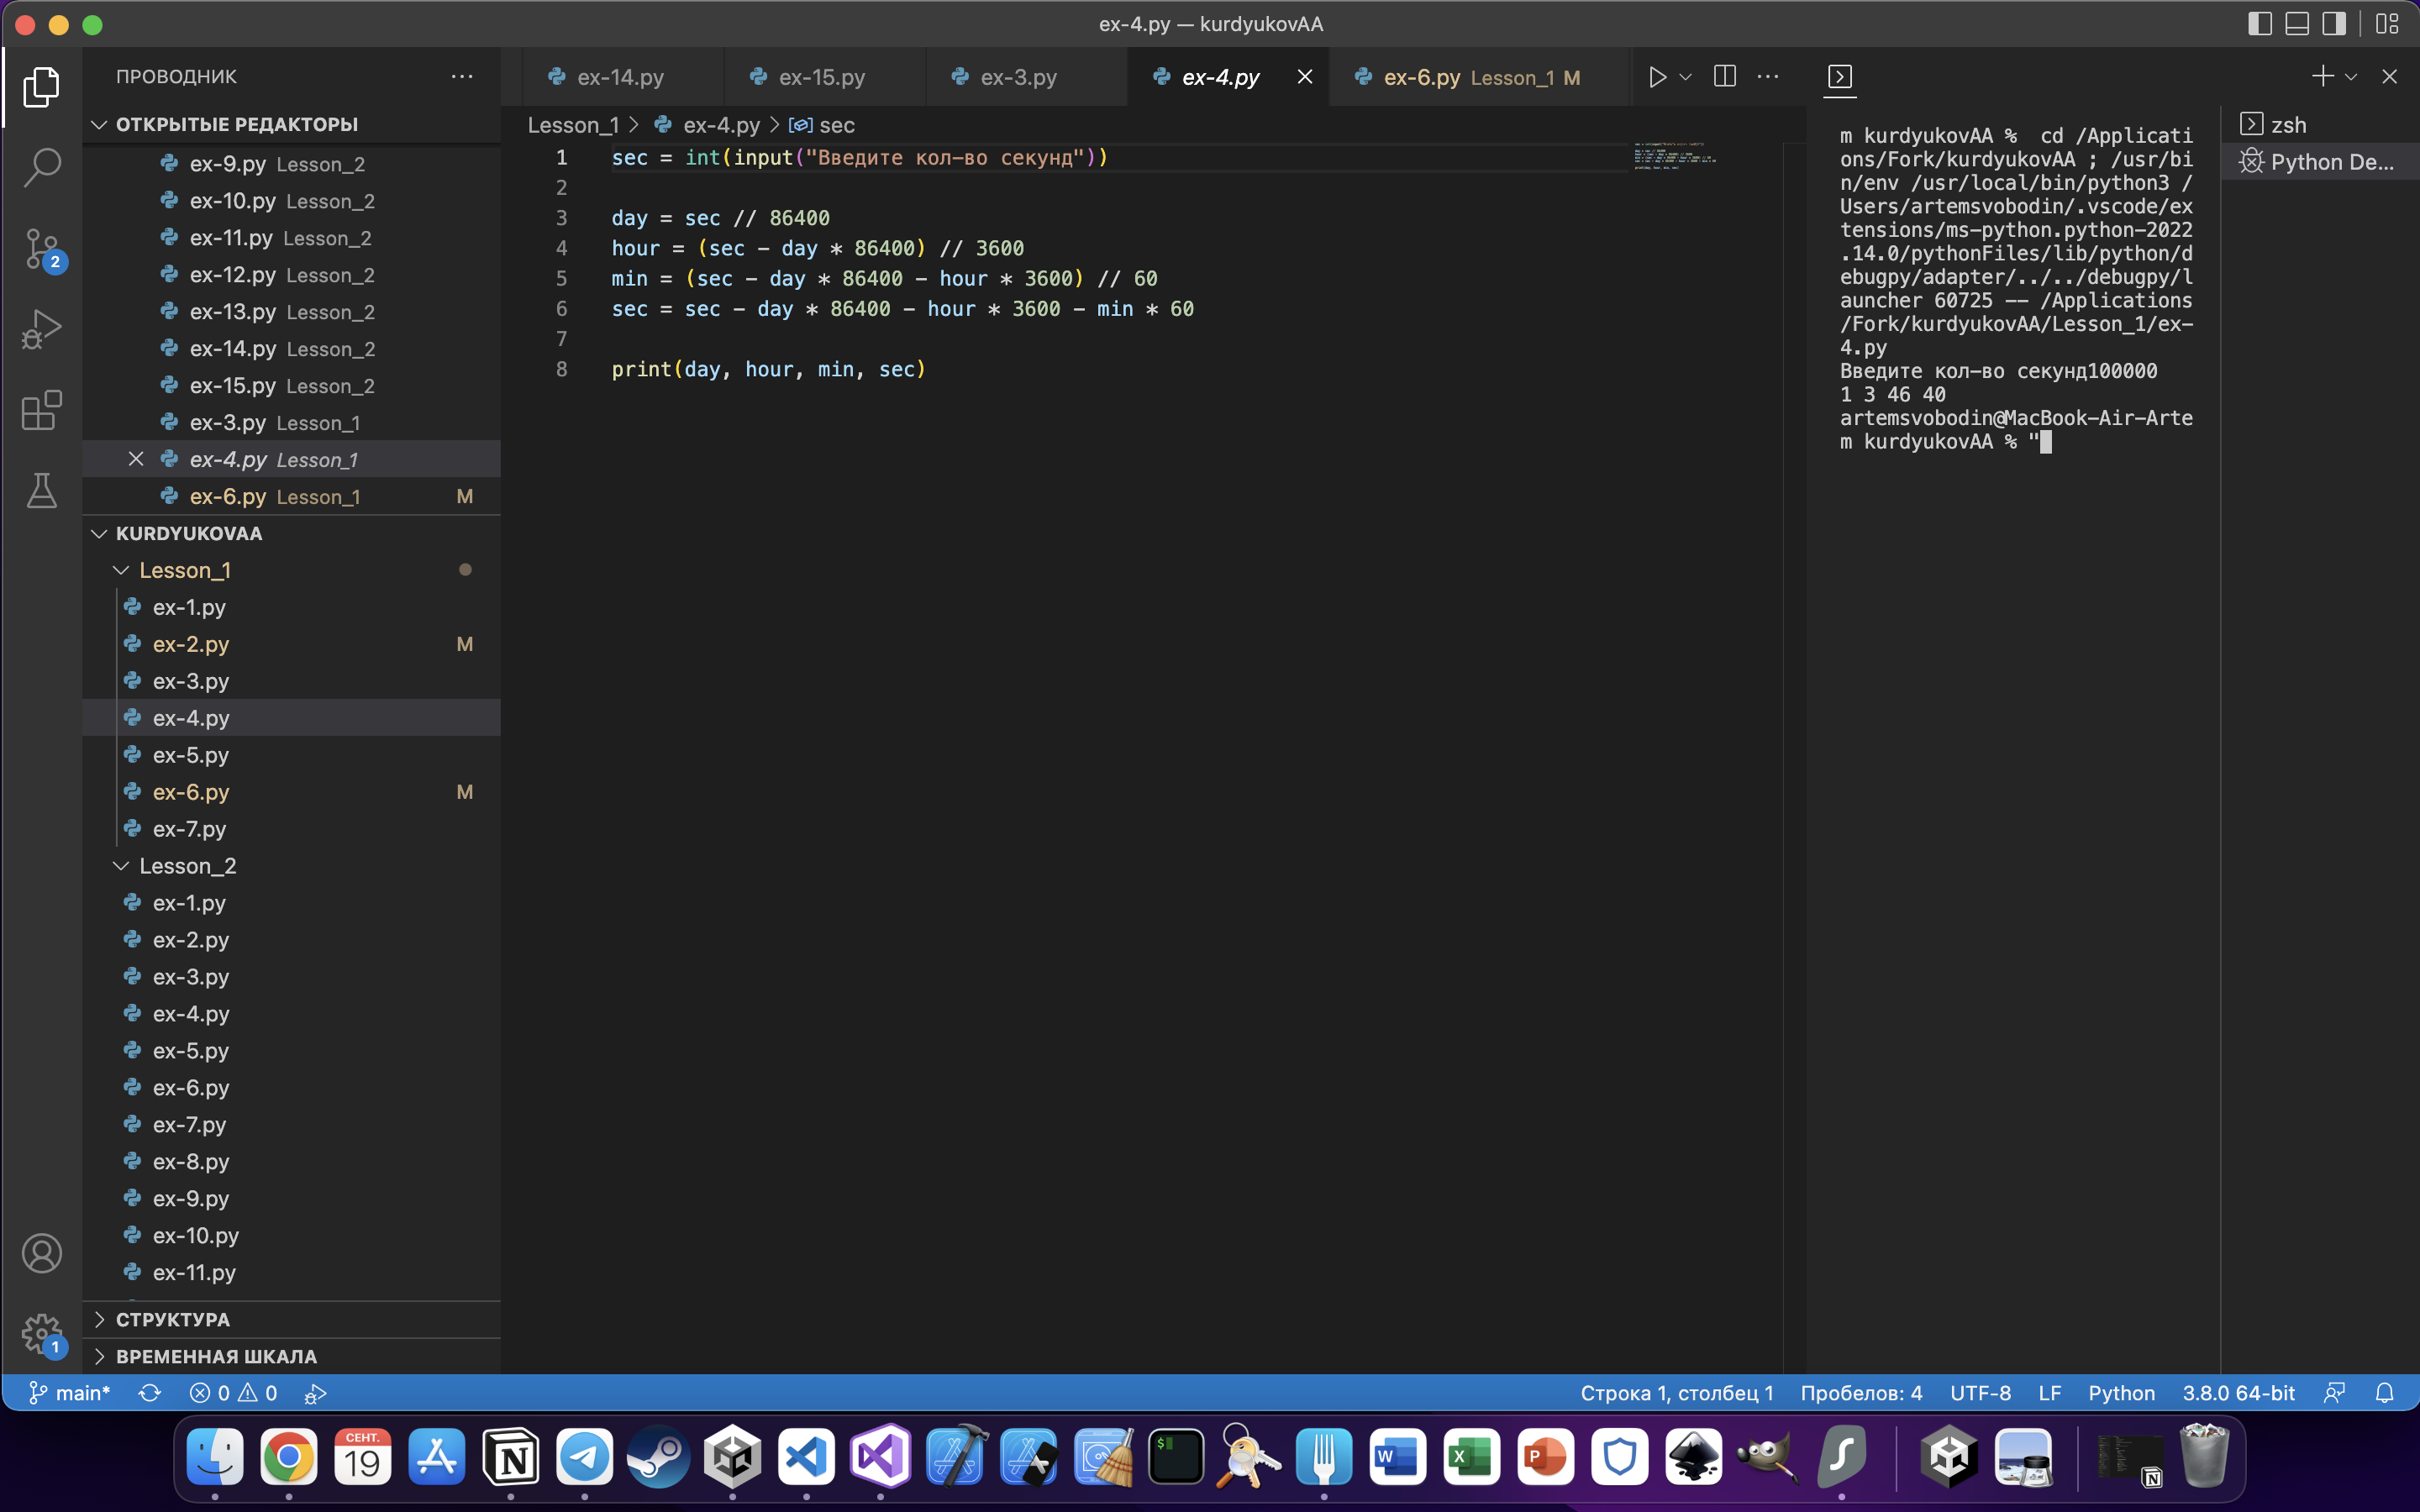 ex-4.py — kurdyukovAA
ПРОВОДНИК
ОТКРЫТЫЕ РЕДАКТОРЫ
ex-9.py Lesson_2
ex-10.py Lesson_2
ex-11.py Lesson_2
ex-12.py Lesson_2
ex-13.py Lesson_2
ex-14.py Lesson_2
ex-15.py Lesson_2
ex-3.py Lesson_1
ex-4.py Lesson_1
ex-6.py Lesson_1 M
KURDYUKOVAA
Lesson_1
ex-1.py
ex-2.py M
ex-3.py
ex-4.py
ex-5.py
ex-6.py M
ex-7.py
Lesson_2
ex-1.py
ex-2.py
ex-3.py
ex-4.py
ex-5.py
ex-6.py
ex-7.py
ex-8.py
ex-9.py
ex-10.py
ex-11.py
СТРУКТУРА
ВРЕМЕННАЯ ШКАЛА
2
1
ex-14.py ex-15.py ex-3.py ex-4.py ex-6.py Lesson_1 M
Lesson_1 > ex-4.py > sec
1 sec = int(input("Введите кол-во секунд"))
2
3 day = sec // 86400
4 hour = (sec - day * 86400) // 3600
5 min = (sec - day * 86400 - hour * 3600) // 60
6 sec = sec - day * 86400 - hour * 3600 - min * 60
7
8 print(day, hour, min, sec)
m kurdyukovAA %  cd /Applicati
ons/Fork/kurdyukovAA ; /usr/bi
n/env /usr/local/bin/python3 /
Users/artemsvobodin/.vscode/ex
tensions/ms-python.python-2022
.14.0/pythonFiles/lib/python/d
ebugpy/adapter/../../debugpy/l
auncher 60725 -- /Applications
/Fork/kurdyukovAA/Lesson_1/ex-
4.py
Введите кол-во секунд100000
1 3 46 40
artemsvobodin@MacBook-Air-Arte
m kurdyukovAA % "
zsh
Python De...
main* 0 0 Строка 1, столбец 1 Пробелов: 4 UTF-8 LF Python 3.8.0 64-bit
СЕНТ.
19